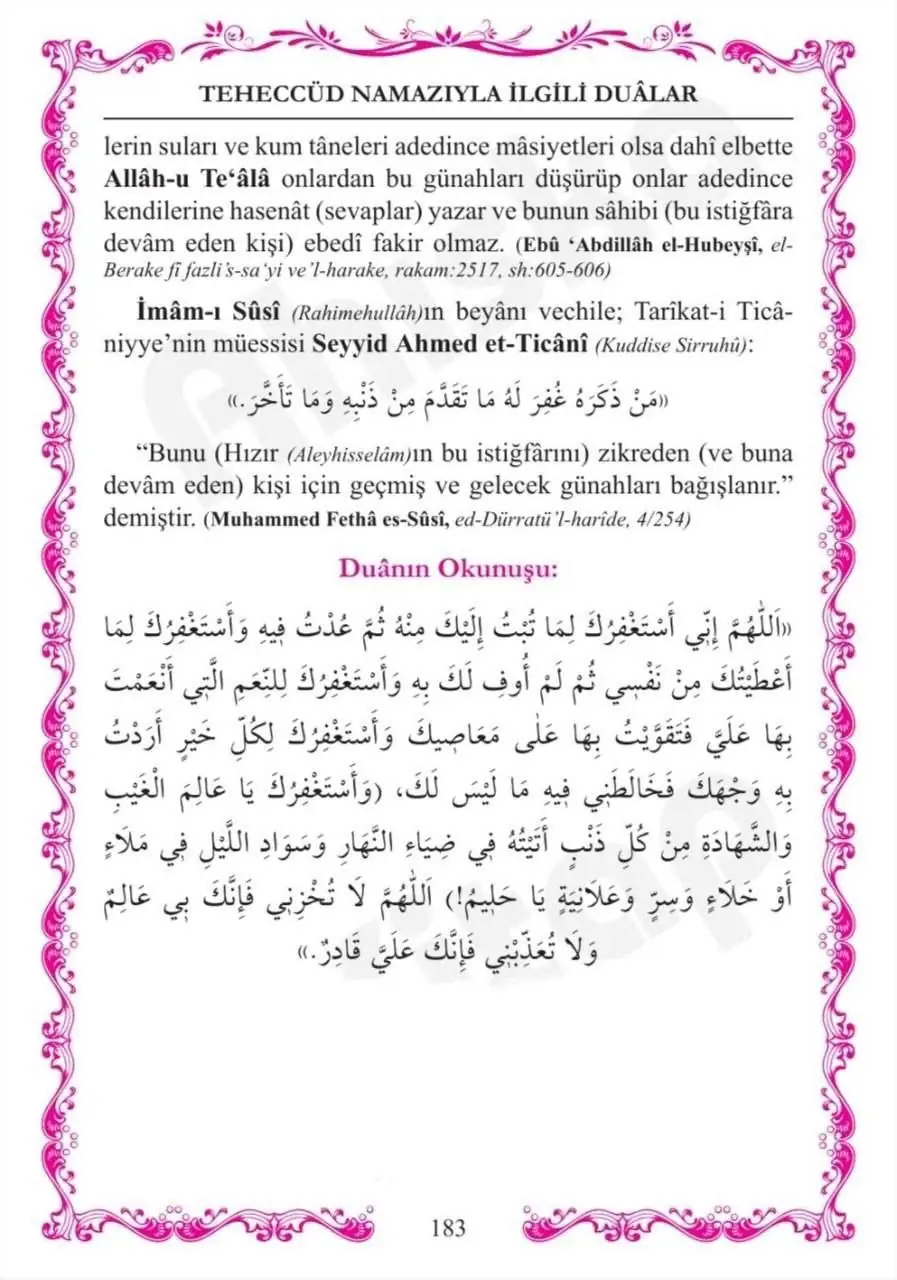 TEHECCÜD NAMAZIYLA İLGİLİ DUÂLAR
lerin suları ve kum tâneleri adedince mâsiyetleri olsa dahî elbette
Allâh-u Te‘âlâ onlardan bu günahları düşürüp onlar adedince
kendilerine hasenât (sevaplar) yazar ve bunun sâhibi (bu istiğfâra
devâm eden kişi) ebedî fakir olmaz. (Ebû ‘Abdillâh el-Hubeyşî, el-
Berake fî fazli’s-sa‘yi ve’l-harake, rakam:2517, sh:605-606)
İmâm-ı Sûsî (Rahimehullâh)ın beyânı vechile; Tarîkat-i Ticâ-
niyye’nin müessisi Seyyid Ahmed et-Ticânî (Kuddise Sirruhû):
«مَنْ ذَكَرَهُ غُفِرَ لَهُ مَا تَقَدَّمَ مِنْ ذَنْبِهِ وَمَا تَأَخَّرَ.»
“Bunu (Hızır (Aleyhisselâm)ın bu istiğfârını) zikreden (ve buna
devâm eden) kişi için geçmiş ve gelecek günahları bağışlanır.”
demiştir. (Muhammed Fethâ es-Sûsî, ed-Dürratü’l-harîde, 4/254)
Duânın Okunuşu:
«اَللّٰهُمَّ إِنِّي أَسْتَغْفِرُكَ لِمَا تُبْتُ إِلَيْكَ مِنْهُ ثُمَّ عُدْتُ فِيهِ وَأَسْتَغْفِرُكَ لِمَا
أَعْطَيْتُكَ مِنْ نَفْسِي ثُمَّ لَمْ أُوفِ لَكَ بِهِ وَأَسْتَغْفِرُكَ لِلنِّعَمِ الَّتِي أَنْعَمْتَ
بِهَا عَلَيَّ فَتَقَوَّيْتُ بِهَا عَلٰى مَعَاصِيكَ وَأَسْتَغْفِرُكَ لِكُلِّ خَيْرٍ أَرَدْتُ
بِهِ وَجْهَكَ فَخَالَطَنِي فِيهِ مَا لَيْسَ لَكَ، (وَأَسْتَغْفِرُكَ يَا عَالِمَ الْغَيْبِ
وَالشَّهَادَةِ مِنْ كُلِّ ذَنْبٍ أَتَيْتُهُ فِي ضِيَاءِ النَّهَارِ وَسَوَادِ اللَّيْلِ فِي مَلَاءٍ
أَوْ خَلَاءٍ وَسِرٍّ وَعَلَانِيَةٍ يَا حَلِيمُ!) اَللّٰهُمَّ لَا تُخْزِنِي فَإِنَّكَ بِي عَالِمٌ
وَلَا تُعَذِّبْنِي فَإِنَّكَ عَلَيَّ قَادِرٌ.»
183